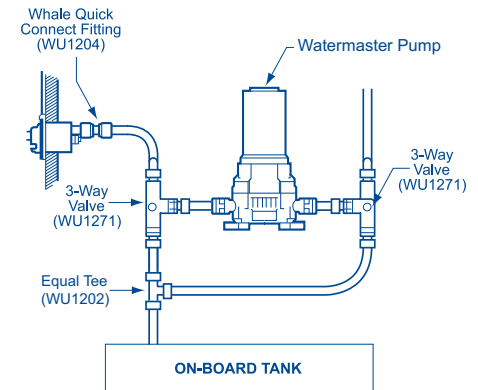 Whale Quick
Connect Fitting
(WU1204)
Watermaster Pump
3-Way
Valve
(WU1271)
3-Way
Valve
(WU1271)
Equal Tee
(WU1202)
ON-BOARD TANK